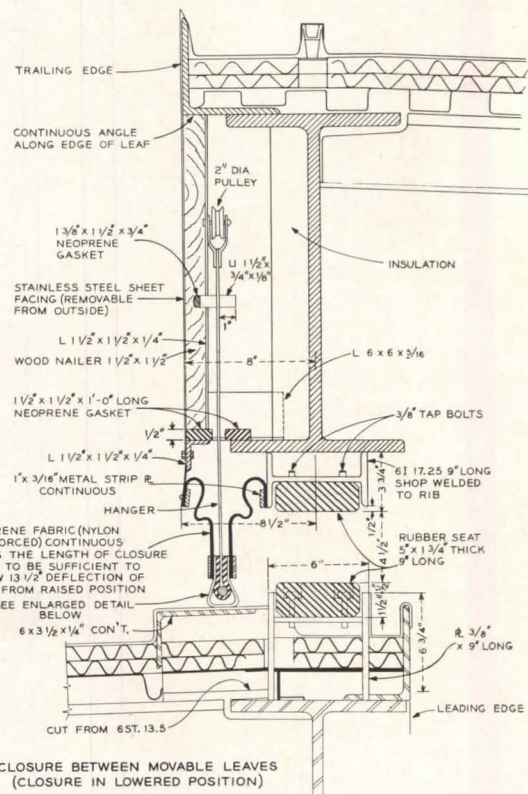 TRAILING EDGE
CONTINUOUS ANGLE
ALONG EDGE OF LEAF
2" DIA.
PULLEY
1 3/8" X 1 1/2" X 3/4"
NEOPRENE
GASKET
U 1 1/2" X
3/4" X 1/8"
INSULATION
STAINLESS STEEL SHEET
FACING (REMOVABLE
FROM OUTSIDE)
1"
L 1 1/2" X 1 1/2" X 1/4"
WOOD NAILER 1 1/2" X 1 1/2"
8"
L 6 X 6 X 5/16
1 1/2" X 1 1/2" X 1'-0" LONG
NEOPRENE GASKET
3/8" TAP BOLTS
1/2"
L 1 1/2" X 1 1/2" X 1/4"
1" X 3/16" METAL STRIP PL
CONTINUOUS
3 3/4"
6 I 17.25 9" LONG
SHOP WELDED
TO RIB
HANGER
8 1/2"
1/2"
RENE FABRIC (NYLON
ORCED) CONTINUOUS
THE LENGTH OF CLOSURE
TO BE SUFFICIENT TO
W 13 1/2" DEFLECTION OF
FROM RAISED POSITION
EE ENLARGED DETAIL
BELOW
4 1/2"
RUBBER SEAT
5" X 1 3/4" THICK
9" LONG
6"
1 1/2"
6 3/4"
6 X 3 1/2 X 1/4" CON'T.
PL 3/8"
X 9" LONG
CUT FROM 6 ST. 13.5
LEADING EDGE
CLOSURE BETWEEN MOVABLE LEAVES
(CLOSURE IN LOWERED POSITION)